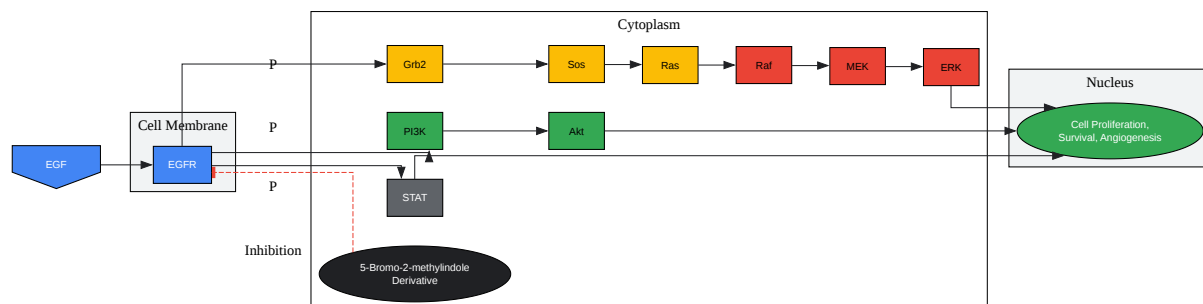 Cytoplasm
P
Grb2
Sos
Ras
Raf
MEK
ERK
Nucleus
Cell Membrane
P
PI3K
Akt
Cell Proliferation,
Survival, Angiogenesis
EGF
EGFR
P
STAT
Inhibition
5-Bromo-2-methylindole
Derivative